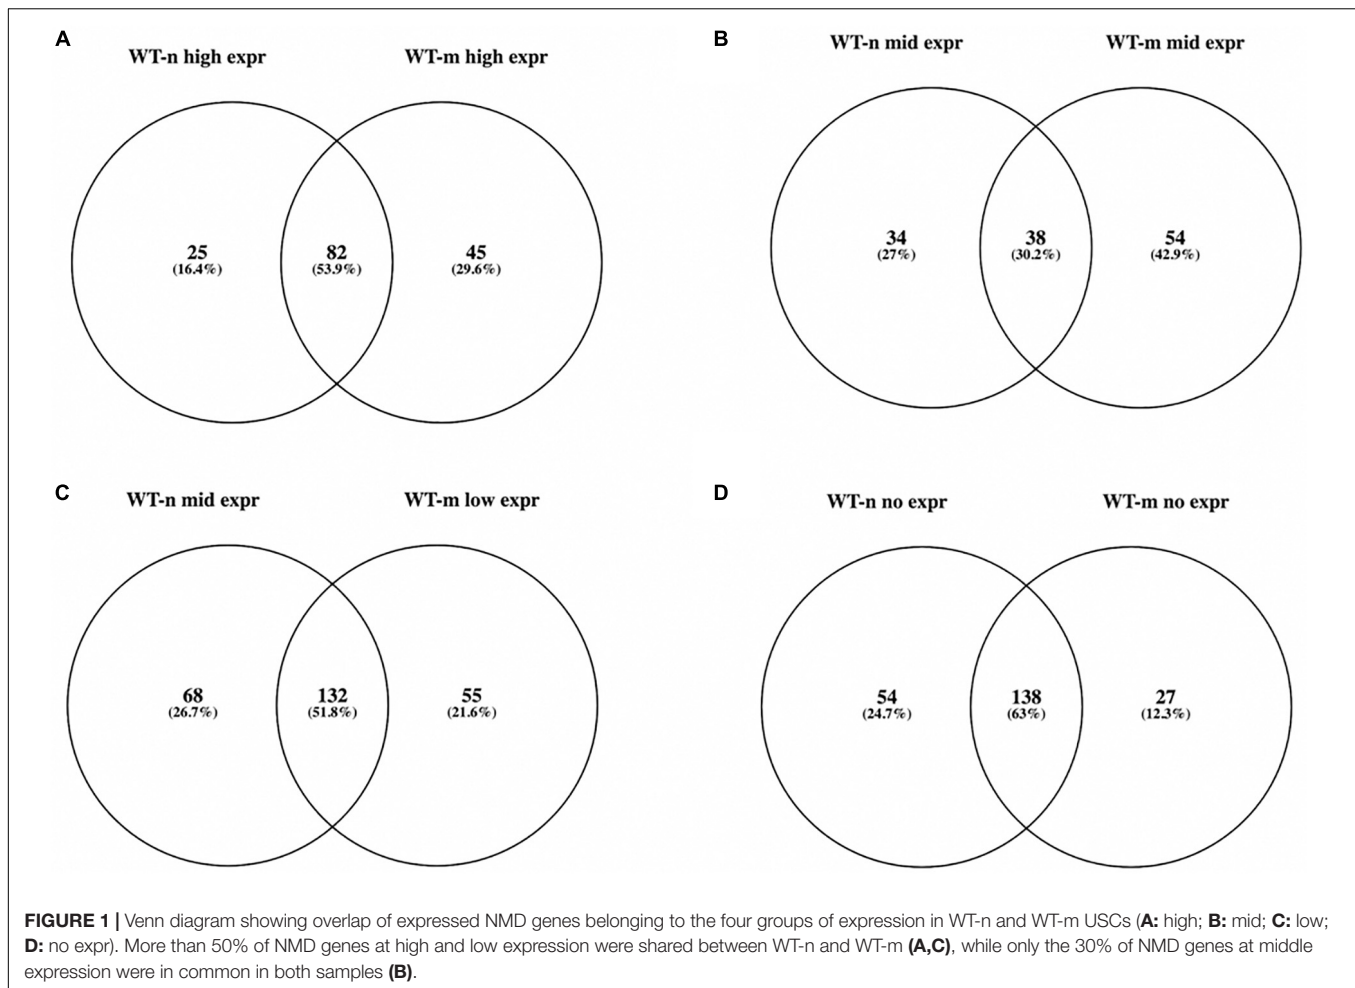 A
WT-n high expr
WT-m high expr
25
(16.4%)
82
(53.9%)
45
(29.6%)
B
WT-n mid expr
WT-m mid expr
34
(27%)
38
(30.2%)
54
(42.9%)
C
WT-n mid expr
WT-m low expr
68
(26.7%)
132
(51.8%)
55
(21.6%)
D
WT-n no expr
WT-m no expr
54
(24.7%)
138
(63%)
27
(12.3%)
FIGURE 1 | Venn diagram showing overlap of expressed NMD genes belonging to the four groups of expression in WT-n and WT-m USCs (A: high; B: mid; C: low;
D: no expr). More than 50% of NMD genes at high and low expression were shared between WT-n and WT-m (A,C), while only the 30% of NMD genes at middle
expression were in common in both samples (B).